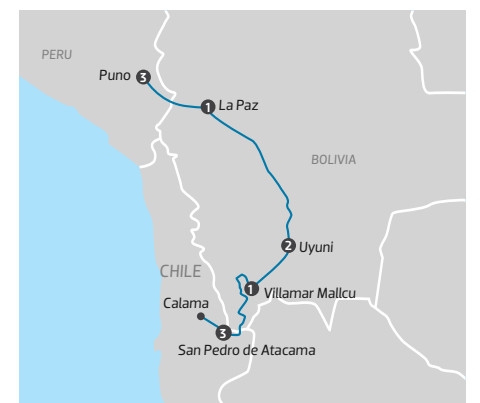 PERU
Puno 3
1 La Paz
BOLIVIA
2 Uyuni
CHILE
1 Villamar Mallcu
Calama
3
San Pedro de Atacama